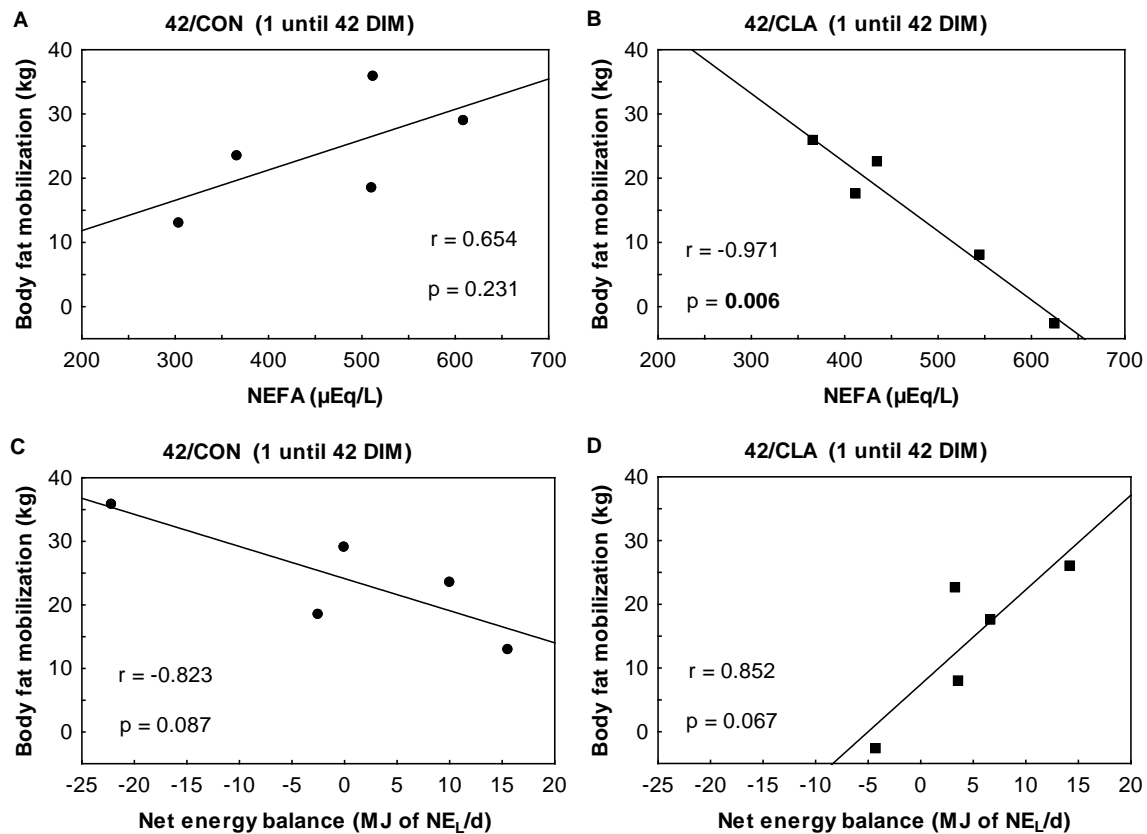 A
42/CON (1 until 42 DIM)
Body fat mobilization (kg)
40
30
20
10
0
r = 0.654
p = 0.231
200 300 400 500 600 700
NEFA (µEq/L)
B
42/CLA (1 until 42 DIM)
Body fat mobilization (kg)
40
30
20
10
0
r = -0.971
p = 0.006
200 300 400 500 600 700
NEFA (µEq/L)
C
42/CON (1 until 42 DIM)
Body fat mobilization (kg)
40
30
20
10
0
r = -0.823
p = 0.087
-25 -20 -15 -10 -5 0 5 10 15 20
Net energy balance (MJ of NEL/d)
D
42/CLA (1 until 42 DIM)
Body fat mobilization (kg)
40
30
20
10
0
r = 0.852
p = 0.067
-25 -20 -15 -10 -5 0 5 10 15 20
Net energy balance (MJ of NEL/d)